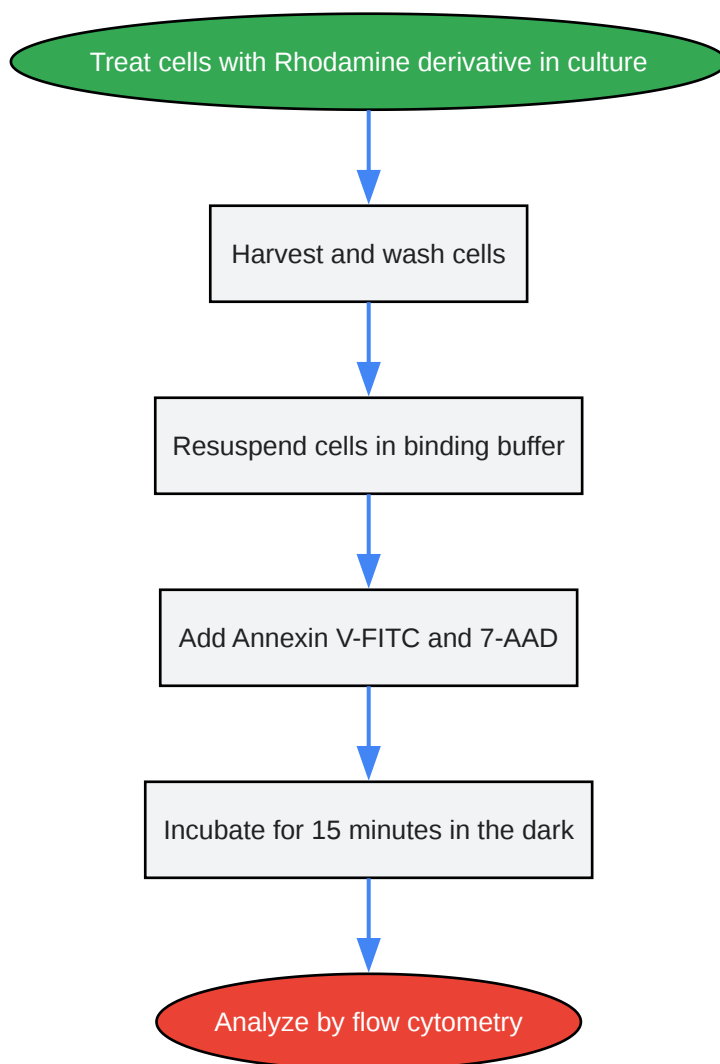 Treat cells with Rhodamine derivative in culture
Harvest and wash cells
Resuspend cells in binding buffer
Add Annexin V-FITC and 7-AAD
Incubate for 15 minutes in the dark
Analyze by flow cytometry